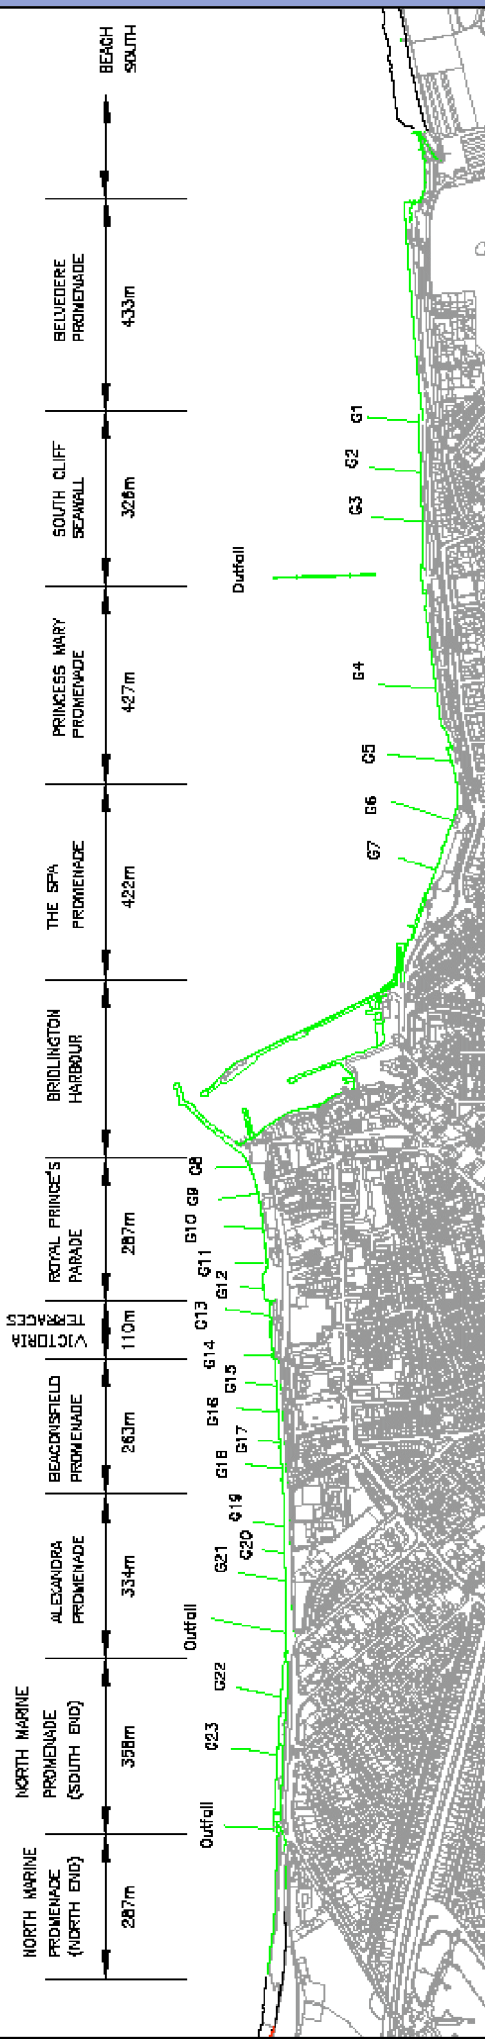 BEACH
SOUTH
BELVEDERE
PROMENADE
433m
SOUTH CLIFF
SEAWALL
326m
PRINCESS MARY
PROMENADE
427m
THE SPA
PROMENADE
422m
BRIDLINGTON
HARBOUR
ROYAL PRINCE'S
PARADE
287m
VICTORIA
TERRACES
110m
BEACONSFIELD
PROMENADE
263m
ALEXANDRA
PROMENADE
334m
NORTH MARINE
PROMENADE
(SOUTH END)
358m
NORTH MARINE
PROMENADE
(NORTH END)
287m
G1
G2
G3
Outfall
G4
G5
G6
G7
G8
G9
G10
G11
G12
G13
G14
G15
G16
G17
G18
G19
G20
G21
Outfall
G22
G23
Outfall